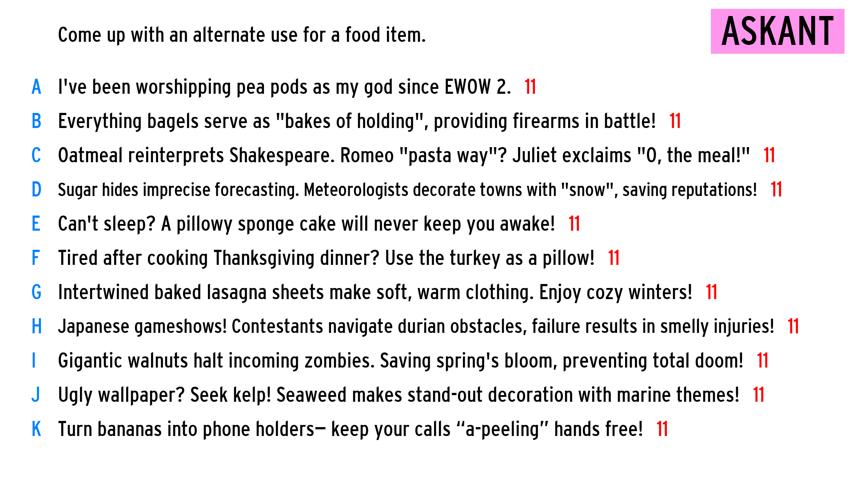 Come up with an alternate use for a food item.
ASKANT
A I've been worshipping pea pods as my god since EWOW 2. 11
B Everything bagels serve as "bakes of holding", providing firearms in battle! 11
C Oatmeal reinterprets Shakespeare. Romeo "pasta way"? Juliet exclaims "O, the meal!" 11
D Sugar hides imprecise forecasting. Meteorologists decorate towns with "snow", saving reputations! 11
E Can't sleep? A pillowy sponge cake will never keep you awake! 11
F Tired after cooking Thanksgiving dinner? Use the turkey as a pillow! 11
G Intertwined baked lasagna sheets make soft, warm clothing. Enjoy cozy winters! 11
H Japanese gameshows! Contestants navigate durian obstacles, failure results in smelly injuries! 11
I Gigantic walnuts halt incoming zombies. Saving spring's bloom, preventing total doom! 11
J Ugly wallpaper? Seek kelp! Seaweed makes stand-out decoration with marine themes! 11
K Turn bananas into phone holders— keep your calls “a-peeling” hands free! 11